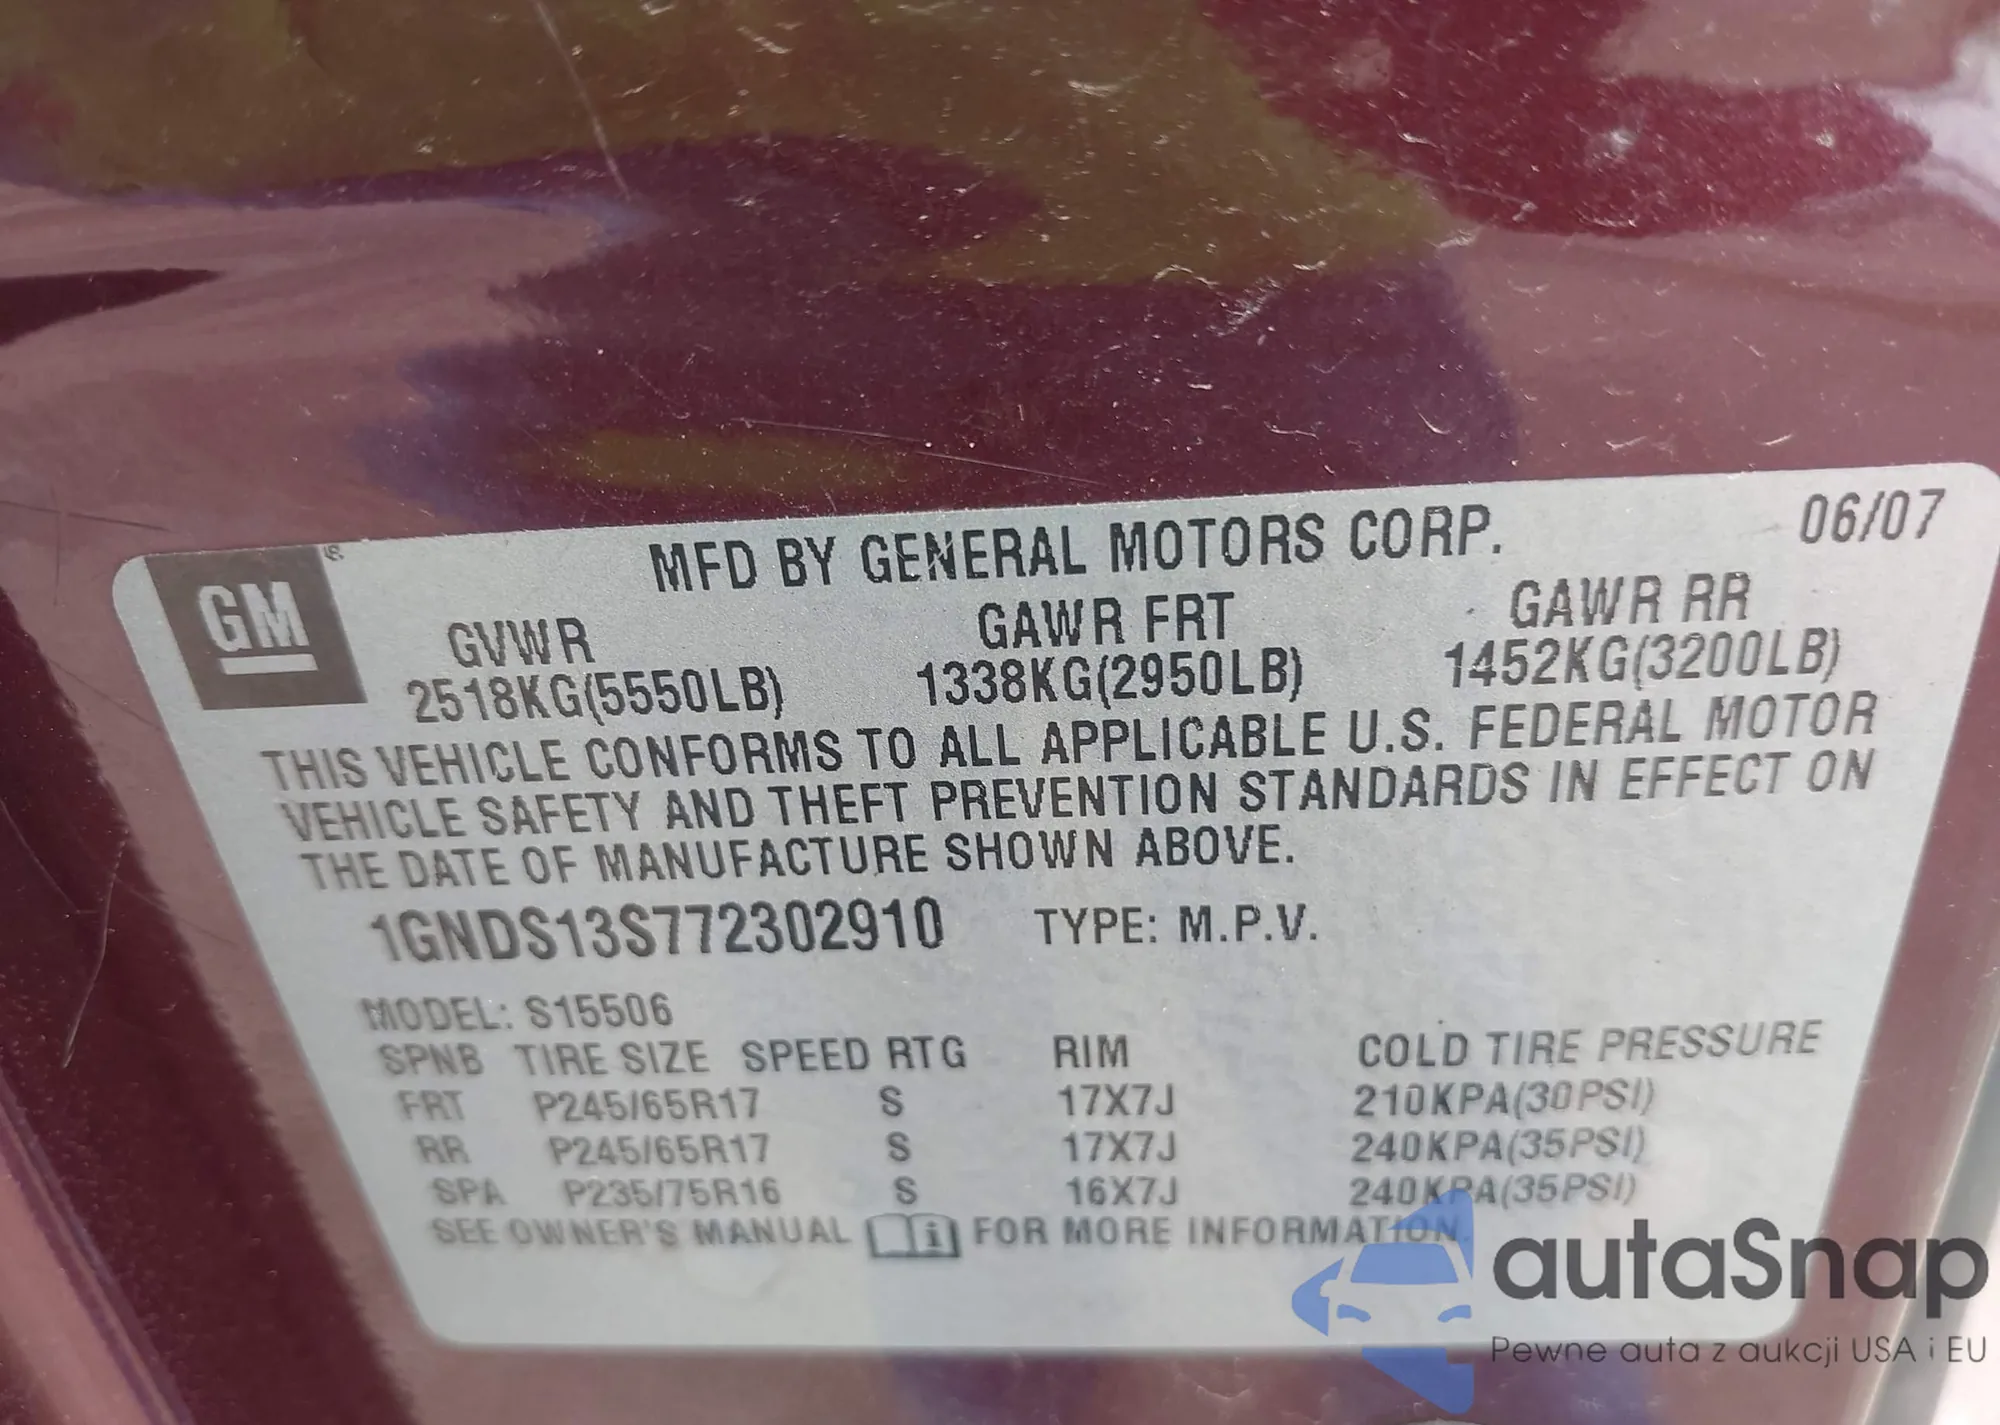 GM
MFD BY GENERAL MOTORS CORP. 06/07
GVWR GAWR FRT GAWR RR
2518KG(5550LB) 1338KG(2950LB) 1452KG(3200LB)
THIS VEHICLE CONFORMS TO ALL APPLICABLE U.S. FEDERAL MOTOR
VEHICLE SAFETY AND THEFT PREVENTION STANDARDS IN EFFECT ON
THE DATE OF MANUFACTURE SHOWN ABOVE.
1GNDS13S772302910 TYPE: M.P.V.
MODEL: S15506
SPNB TIRE SIZE SPEED RTG RIM COLD TIRE PRESSURE
FRT P245/65R17 S 17X7J 210KPA(30PSI)
RR P245/65R17 S 17X7J 240KPA(35PSI)
SPA P235/75R16 S 16X7J 240KPA(35PSI)
SEE OWNER'S MANUAL i FOR MORE INFORMATION.
autaSnap
Pewne auta z aukcji USA i EU